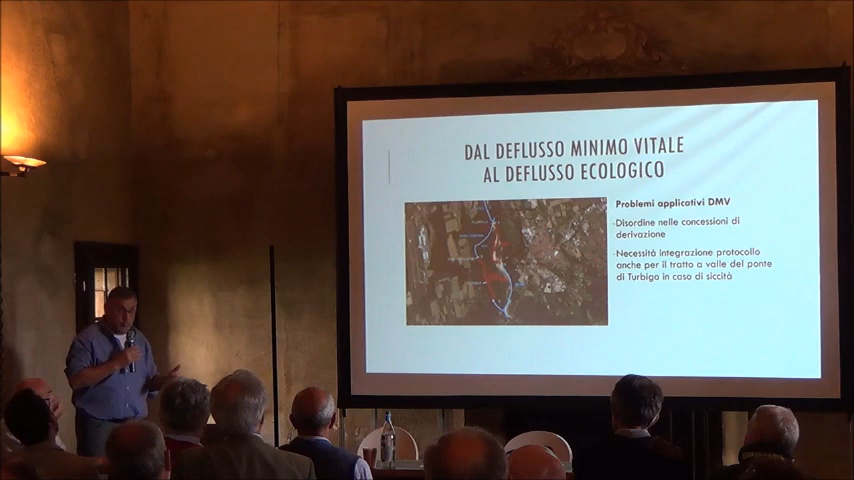 DAL DEFLUSSO MINIMO VITALE
AL DEFLUSSO ECOLOGICO
Problemi applicativi DMV
-Disordine nelle concessioni di
derivazione
-Necessità integrazione protocollo
anche per il tratto a valle del ponte
di Turbigo in caso di siccità